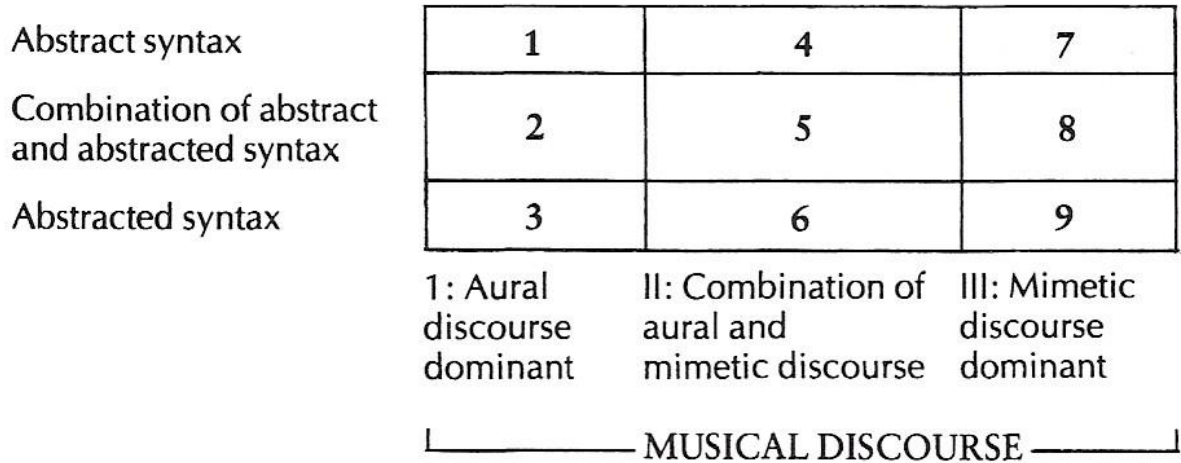 Abstract syntax 1 4 7
Combination of abstract
and abstracted syntax 2 5 8
Abstracted syntax 3 6 9
1: Aural
discourse
dominant
II: Combination of
aural and
mimetic discourse
III: Mimetic
discourse
dominant
MUSICAL DISCOURSE